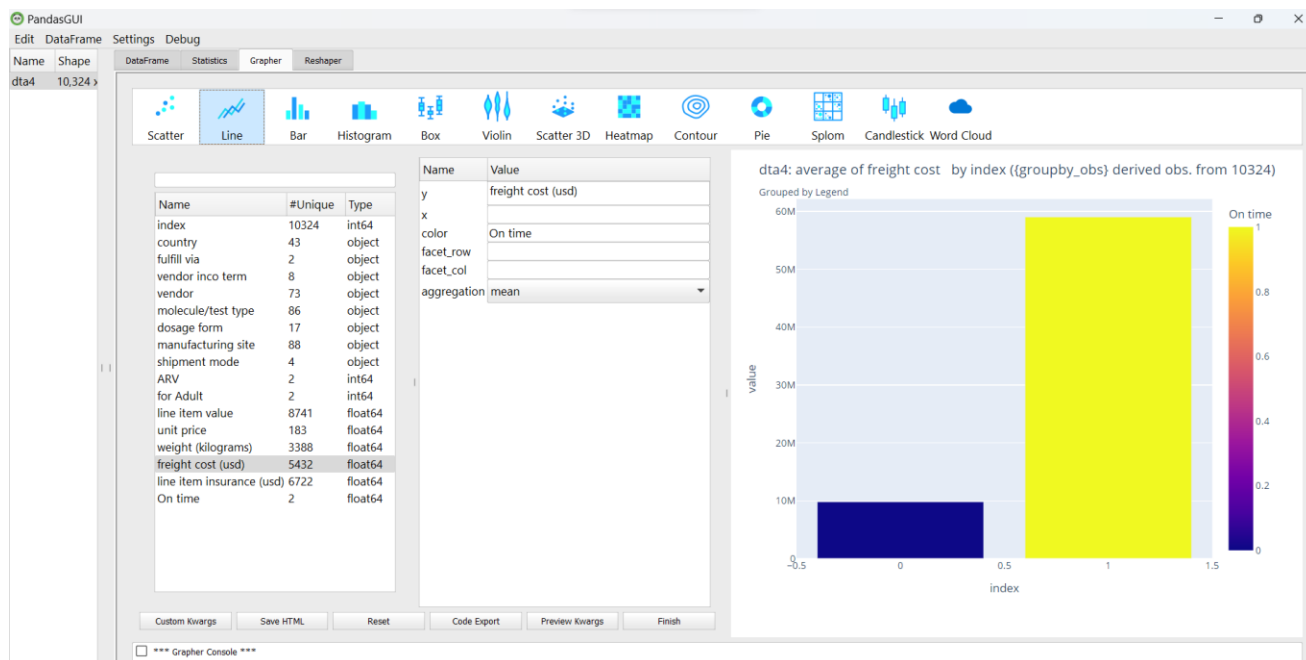 PandasGUI
Edit DataFrame Settings Debug
Name Shape
dta4 10,324 x
DataFrame Statistics Grapher Reshaper
Scatter Line Bar Histogram Box Violin Scatter 3D Heatmap Contour Pie Splom Candlestick Word Cloud
Name #Unique Type
index 10324 int64
country 43 object
fulfill via 2 object
vendor inco term 8 object
vendor 73 object
molecule/test type 86 object
dosage form 17 object
manufacturing site 88 object
shipment mode 4 object
ARV 2 int64
for Adult 2 int64
line item value 8741 float64
unit price 183 float64
weight (kilograms) 3388 float64
freight cost (usd) 5432 float64
line item insurance (usd) 6722 float64
On time 2 float64
Name Value
y freight cost (usd)
x
color On time
facet_row
facet_col
aggregation mean
dta4: average of freight cost by index ({groupby_obs} derived obs. from 10324)
Grouped by Legend
60M
50M
40M
30M
20M
10M
0
value
−0.5 0 0.5 1 1.5
index
On time
1
0.8
0.6
0.4
0.2
0
Custom Kwargs Save HTML Reset Code Export Preview Kwargs Finish
*** Grapher Console ***